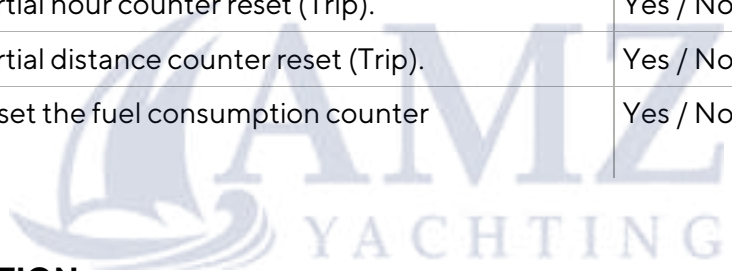 rtial hour counter reset (Trip). Yes / No
rtial distance counter reset (Trip). Yes / No
set the fuel consumption counter Yes / No
AMZ
YACHTING
TION